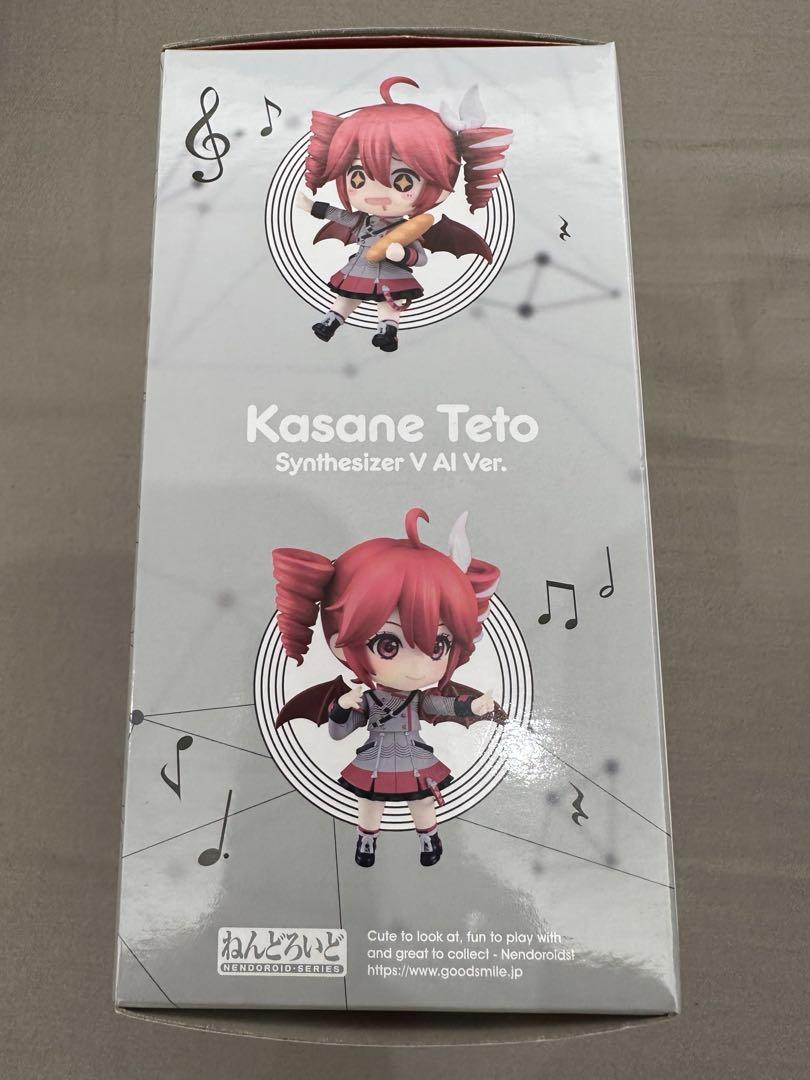 Kasane Teto
Synthesizer V AI Ver.
ねんどろいど
NENDOROID·SERIES
Cute to look at, fun to play with
and great to collect - Nendoroids!
https://www.goodsmile.jp